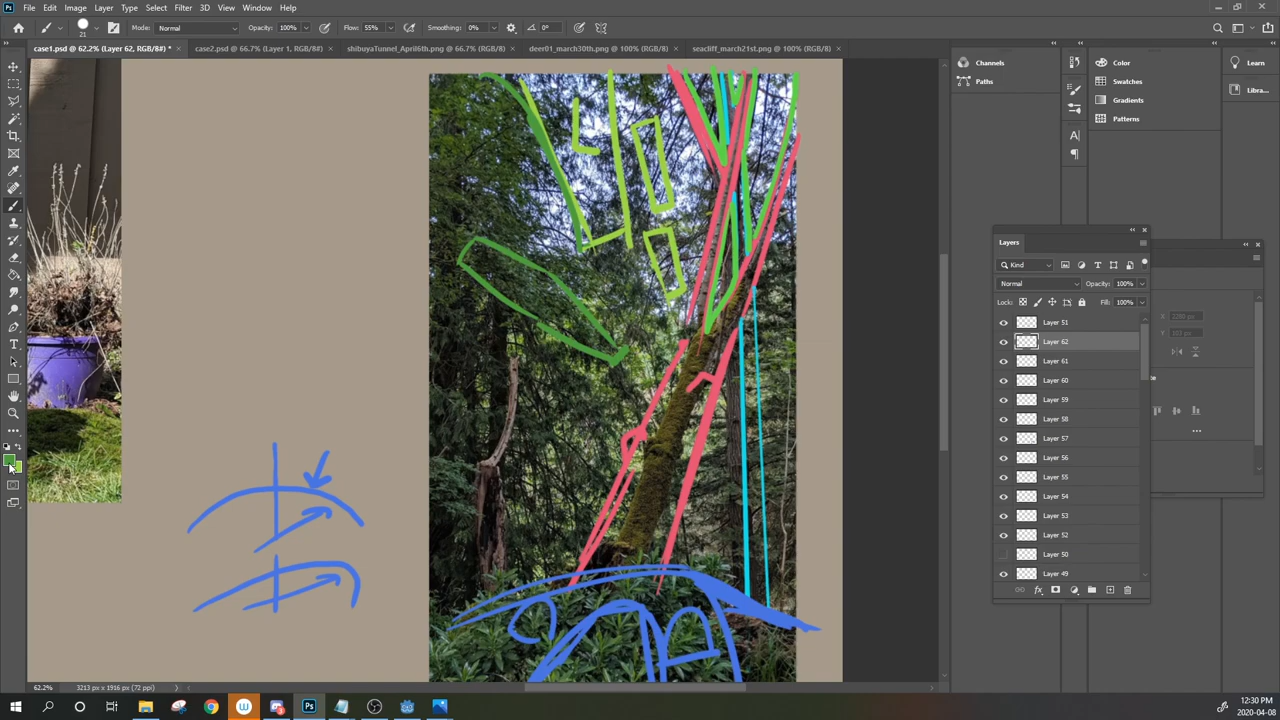 Ps File Edit Image Layer Type Select Filter 3D View Window Help
21 Mode: Normal Opacity: 100% Flow: 55% Smoothing: 0% 0°
case1.psd @ 62.2% (Layer 62, RGB/8#) * × case2.psd @ 66.7% (Layer 1, RGB/8#) × shibuyaTunnel_April6th.png @ 66.7% (RGB/8#) × deer01_march30th.png @ 100% (RGB/8#) × seacliff_march21st.png @ 100% (RGB/8#) ×
Channels
Paths
Color
Swatches
Gradients
Patterns
Learn
Libra...
Layers
Kind
Normal Opacity: 100%
Lock: Fill: 100%
Layer 51
Layer 62
Layer 61
Layer 60
Layer 59
Layer 58
Layer 57
Layer 56
Layer 55
Layer 54
Layer 53
Layer 52
Layer 50
Layer 49
62.2% 3213 px x 1916 px (72 ppi)
12:30 PM
2020-04-08